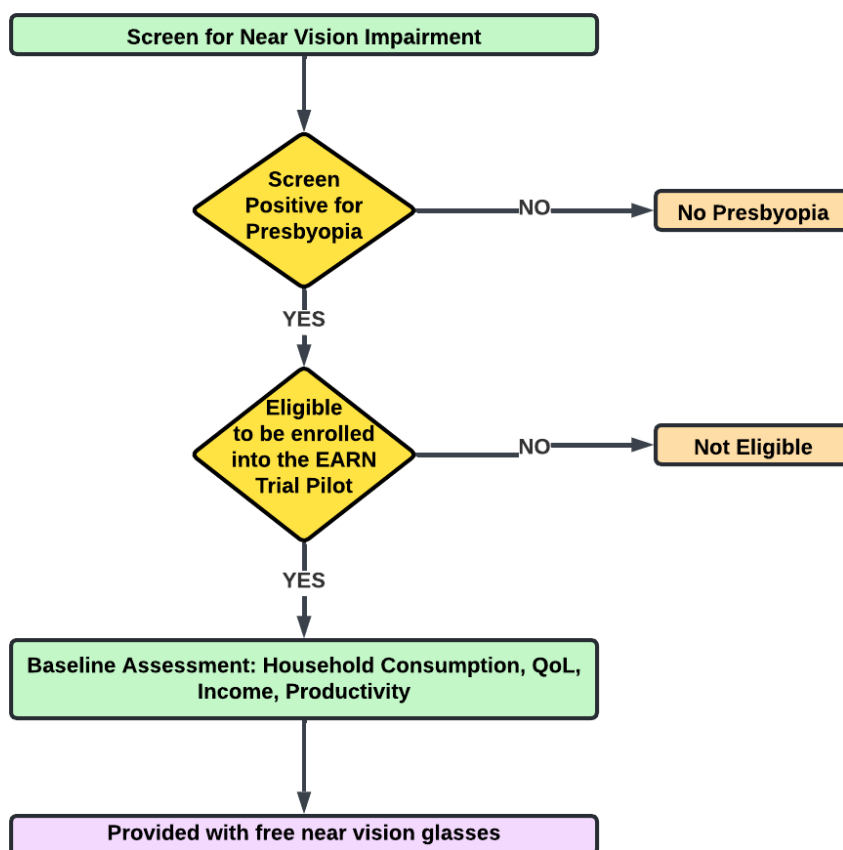 Screen for Near Vision Impairment
Screen
Positive for
Presbyopia
NO
No Presbyopia
YES
Eligible
to be enrolled
into the EARN
Trial Pilot
NO
Not Eligible
YES
Baseline Assessment: Household Consumption, QoL,
Income, Productivity
Provided with free near vision glasses